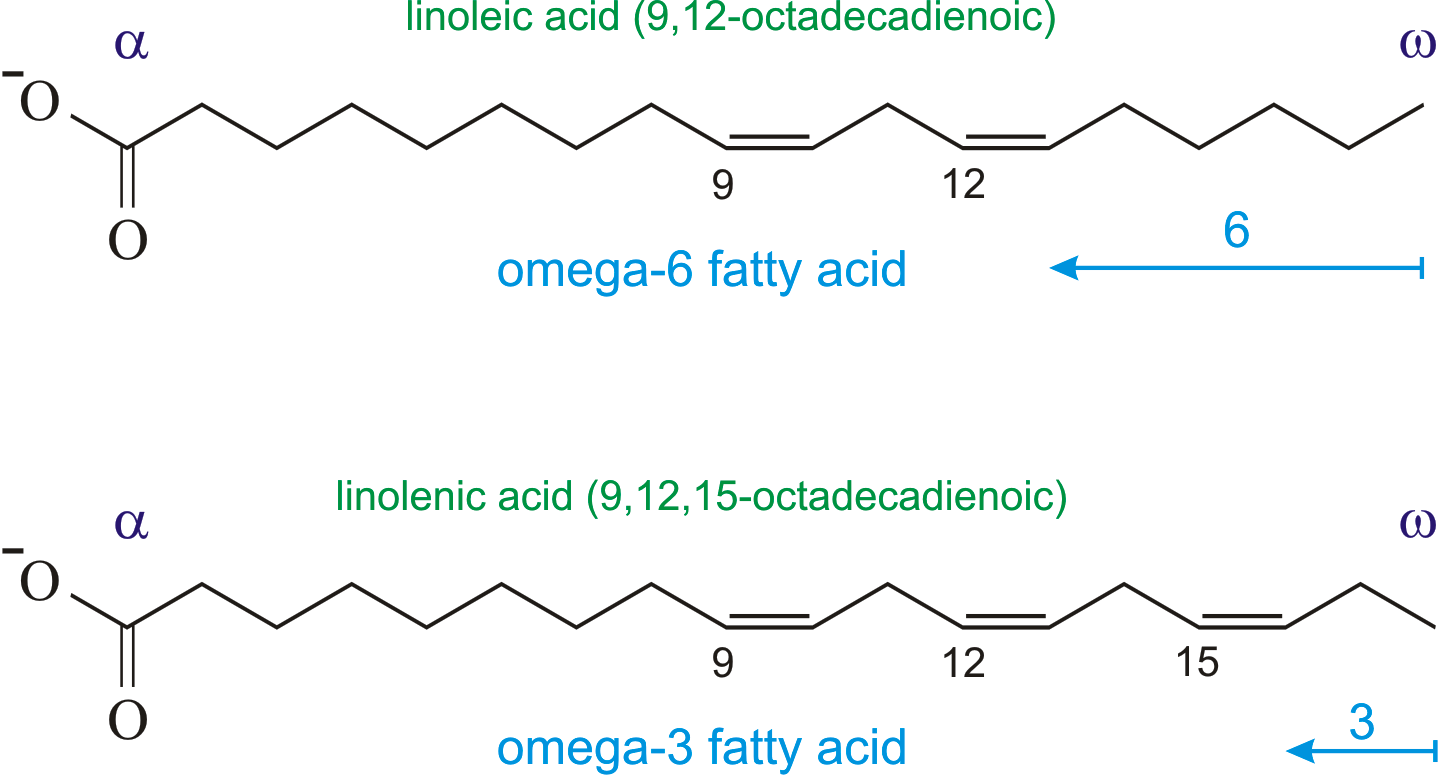 linoleic acid (9,12-octadecadienoic)
α
ω
-O
O
9
12
6
omega-6 fatty acid
linolenic acid (9,12,15-octadecadienoic)
α
ω
-O
O
9
12
15
3
omega-3 fatty acid